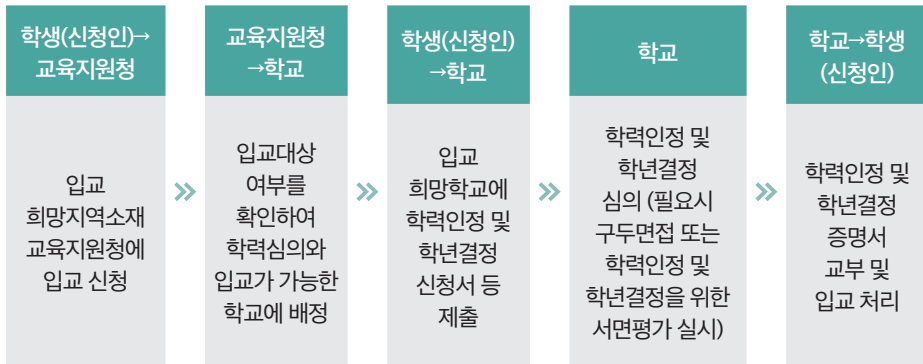 학생(신청인)→
교육지원청
입교
희망지역소재
교육지원청에
입교 신청
교육지원청
→학교
입교대상
여부를
확인하여
학력심의와
입교가 가능한
학교에 배정
학생(신청인)
→학교
입교
희망학교에
학력인정 및
학년결정
신청서 등
제출
학교
학력인정 및
학년결정
심의 (필요시
구두면접 또는
학력인정 및
학년결정을 위한
서면평가 실시)
학교→학생
(신청인)
학력인정 및
학년결정
증명서
교부 및
입교 처리